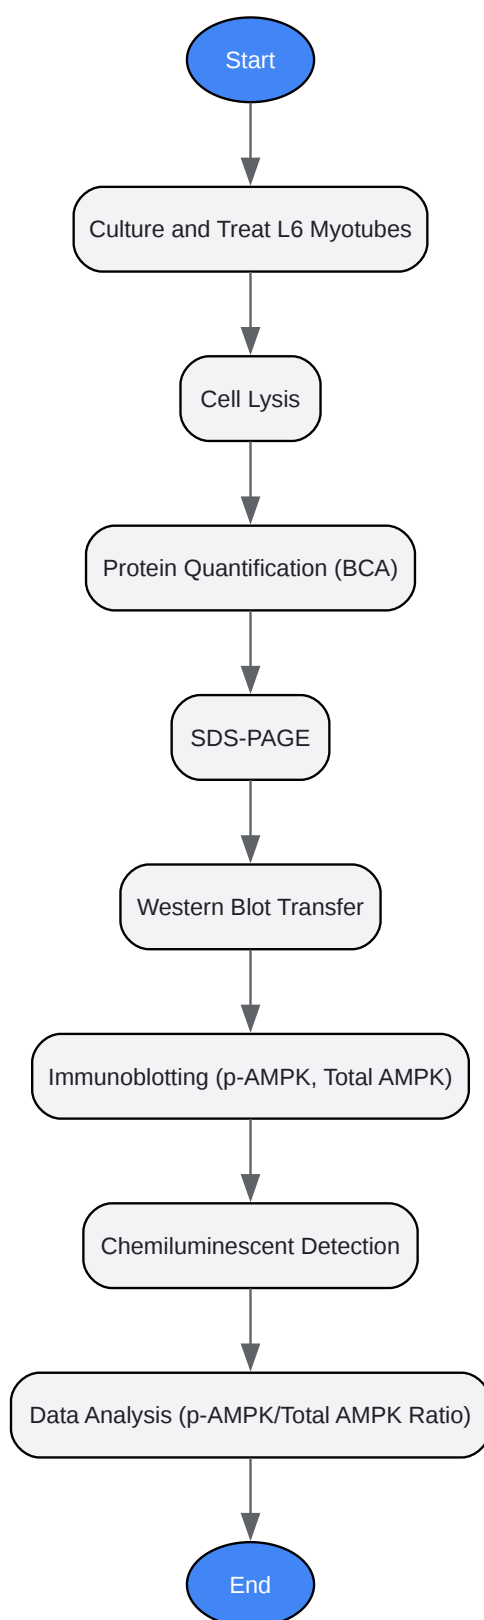 Start
Culture and Treat L6 Myotubes
Cell Lysis
Protein Quantification (BCA)
SDS-PAGE
Western Blot Transfer
Immunoblotting (p-AMPK, Total AMPK)
Chemiluminescent Detection
Data Analysis (p-AMPK/Total AMPK Ratio)
End